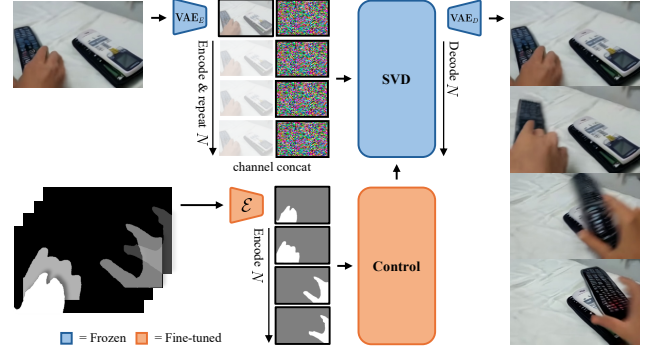 VAE_E
Encode & repeat N
channel concat
SVD
VAE_D
Decode N
ℰ
Encode N
Control
= Frozen
= Fine-tuned